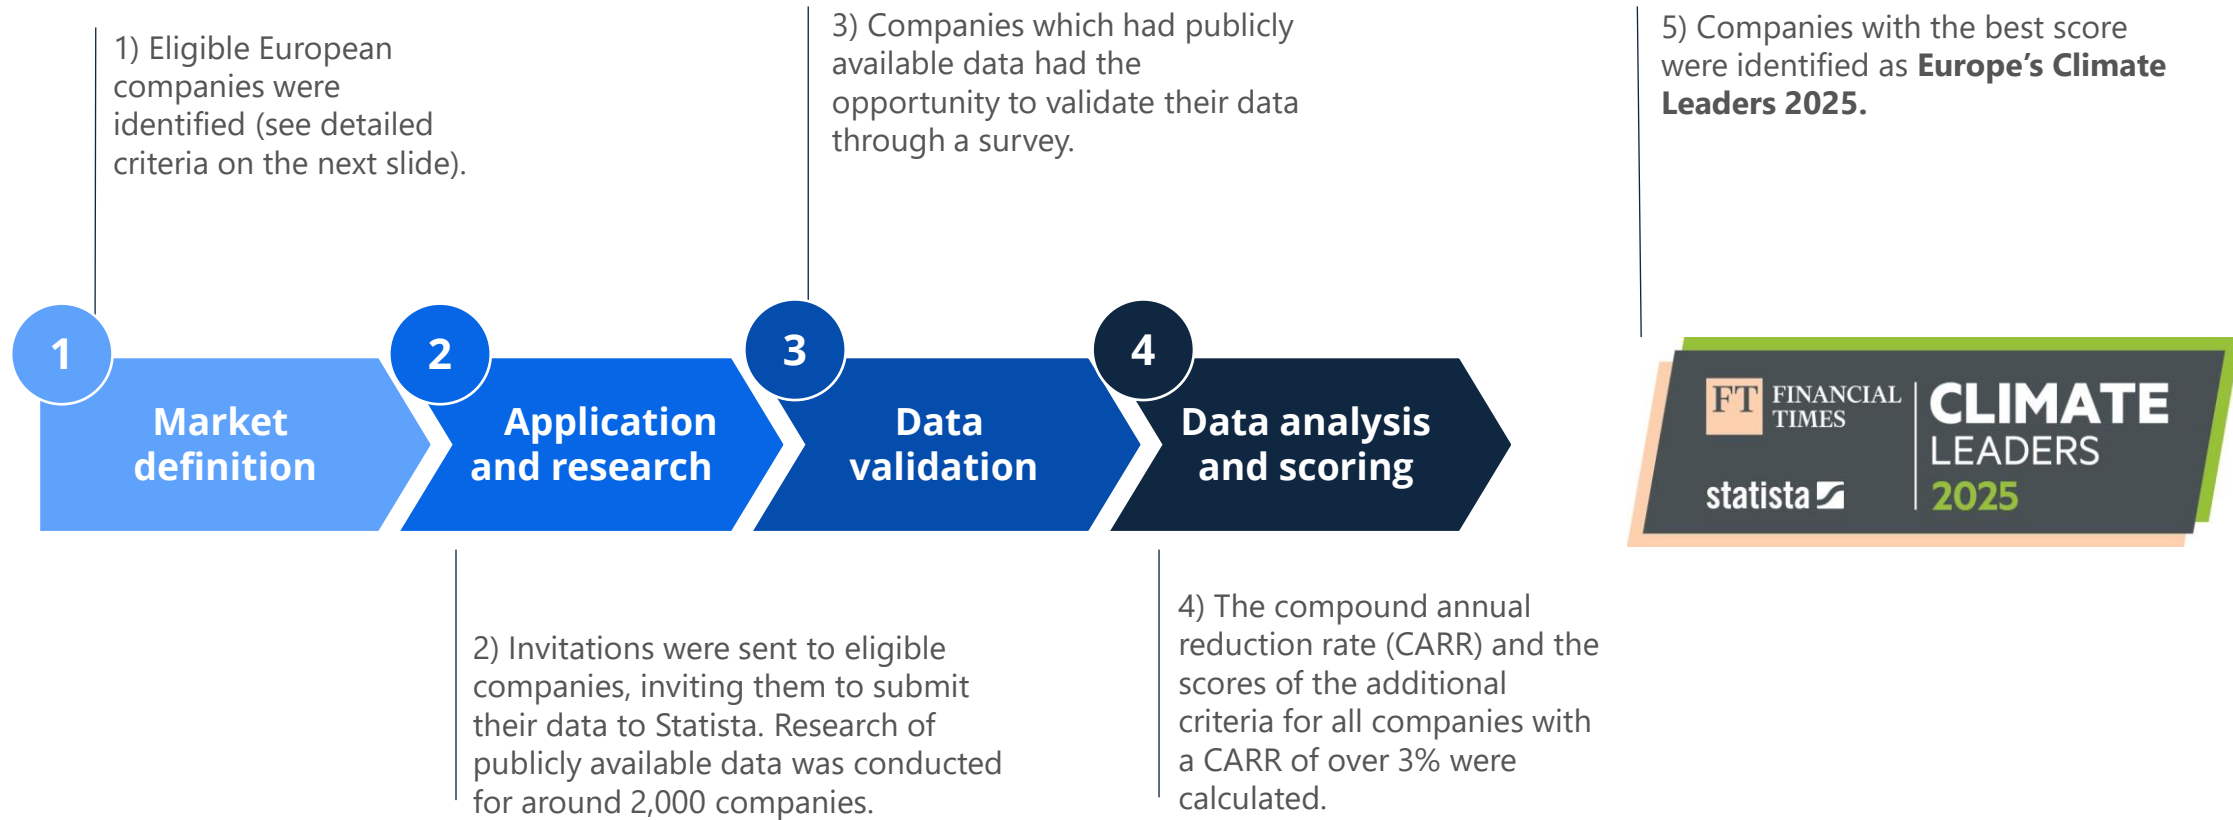 1) Eligible European
companies were
identified (see detailed
criteria on the next slide).
3) Companies which had publicly
available data had the
opportunity to validate their data
through a survey.
5) Companies with the best score
were identified as Europe’s Climate
Leaders 2025.
1
Market
definition
2
Application
and research
3
Data
validation
4
Data analysis
and scoring
FT FINANCIAL
TIMES
statista
CLIMATE
LEADERS
2025
2) Invitations were sent to eligible
companies, inviting them to submit
their data to Statista. Research of
publicly available data was conducted
for around 2,000 companies.
4) The compound annual
reduction rate (CARR) and the
scores of the additional
criteria for all companies with
a CARR of over 3% were
calculated.